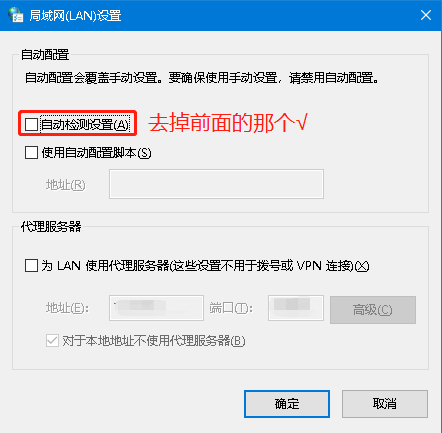 局域网(LAN)设置
自动配置
自动配置会覆盖手动设置。要确保使用手动设置，请禁用自动配置。
自动检测设置(A) 去掉前面的那个√
使用自动配置脚本(S)
地址(R)
代理服务器
为 LAN 使用代理服务器(这些设置不用于拨号或 VPN 连接)(X)
地址(E): 端口(T): 高级(C)
对于本地地址不使用代理服务器(B)
确定 取消